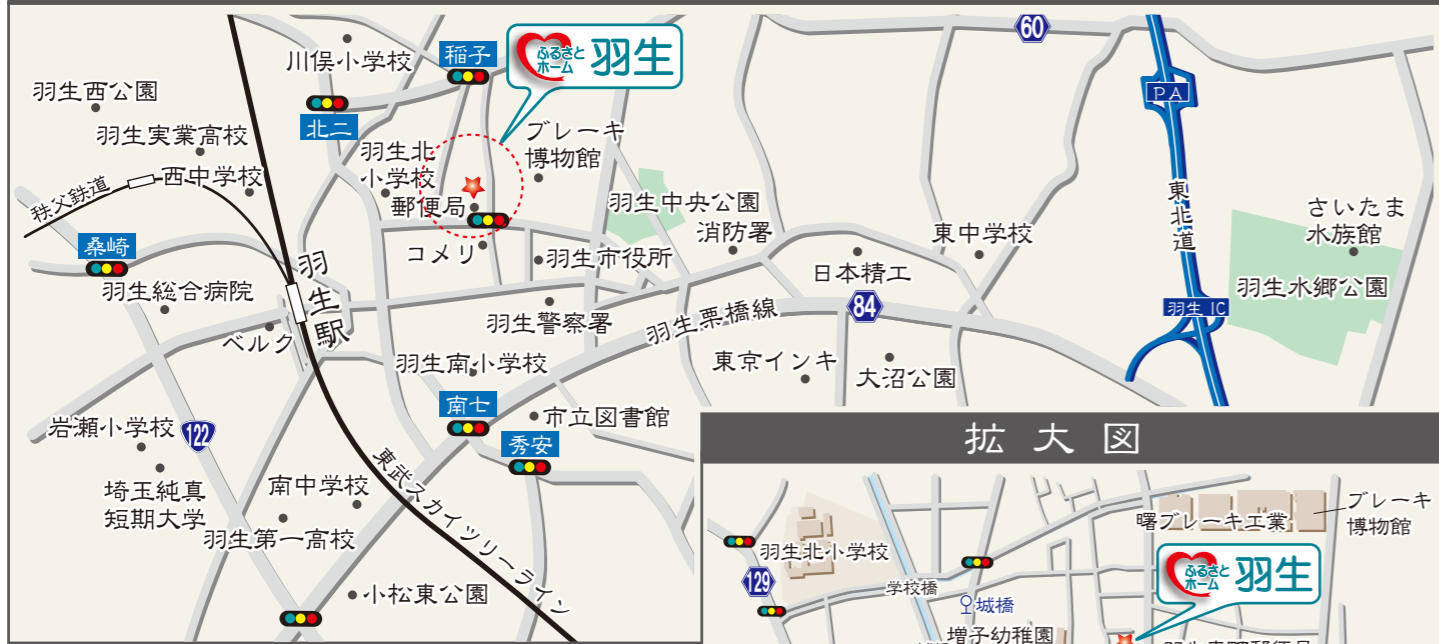 60
川俣小学校
稲子
ふるさと
ホーム
羽生
羽生西公園
北二
PA
羽生実業高校
羽生北
小学校
ブレーキ
博物館
西中学校
秩父鉄道
郵便局
羽生中央公園
消防署
東北道
さいたま
水族館
桑崎
コメリ
羽生市役所
東中学校
日本精工
羽生総合病院
羽生水郷公園
羽生駅
84
羽生IC
ベルク
羽生警察署
羽生栗橋線
羽生南小学校
東京インキ
大沼公園
南七
市立図書館
岩瀬小学校
122
秀安
埼玉純真
短期大学
南中学校
東武スカイツリーライン
羽生第一高校
小松東公園
拡大図
曙ブレーキ工業
ブレーキ
博物館
羽生北小学校
129
学校橋
城橋
ふるさと
ホーム
羽生
増子幼稚園